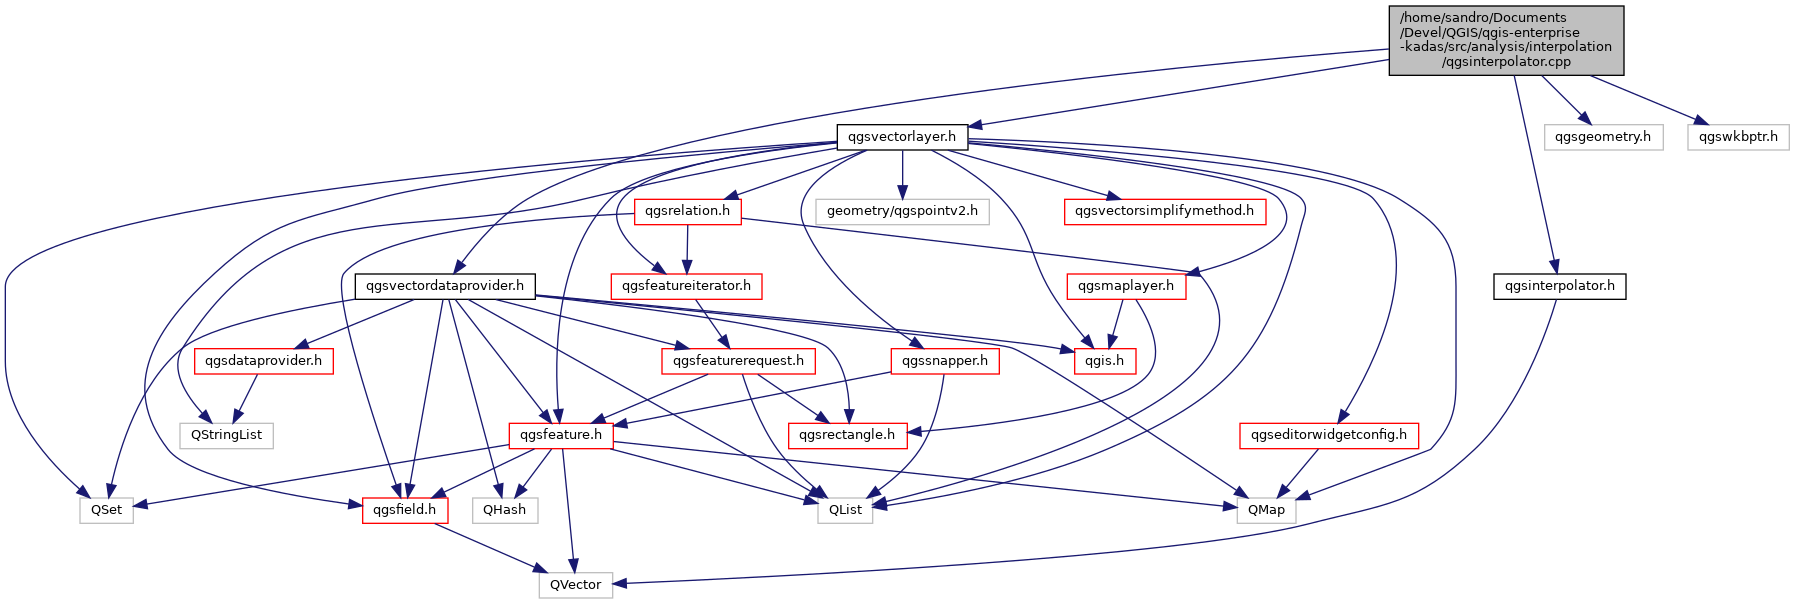 /home/sandro/Documents
/Devel/QGIS/qgis-enterprise
-kadas/src/analysis/interpolation
/qgsinterpolator.cpp
qgsvectorlayer.h
qgsgeometry.h
qgswkbptr.h
qgsrelation.h
geometry/qgspointv2.h
qgsvectorsimplifymethod.h
qgsvectordataprovider.h
qgsfeatureiterator.h
qgsmaplayer.h
qgsinterpolator.h
qgsdataprovider.h
qgsfeaturerequest.h
qgssnapper.h
qgis.h
QStringList
qgsfeature.h
qgsrectangle.h
qgseditorwidgetconfig.h
QSet
qgsfield.h
QHash
QList
QMap
QVector